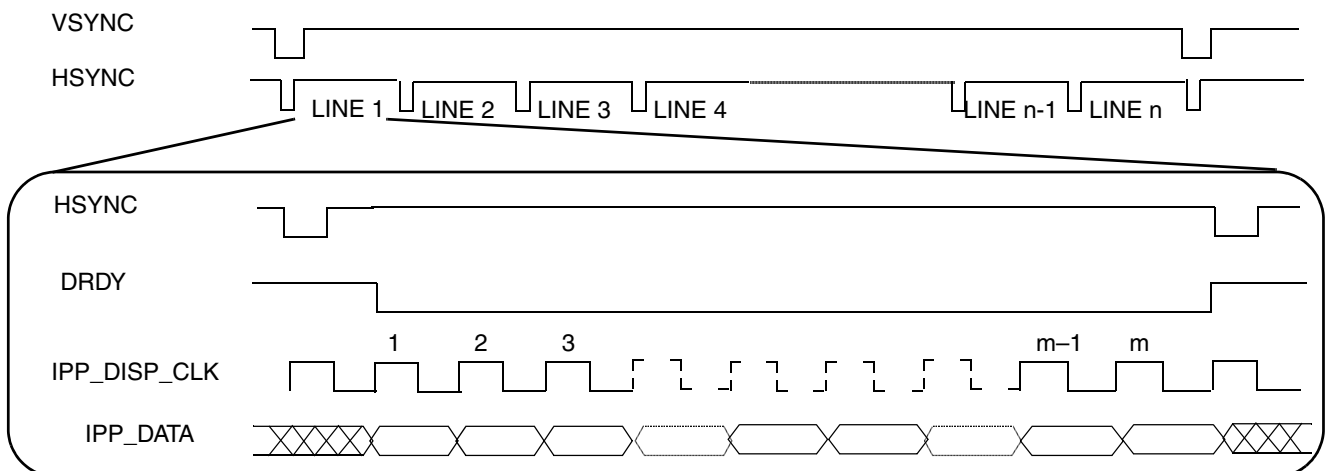 VSYNC
HSYNC
LINE 1 LINE 2 LINE 3 LINE 4 LINE n-1 LINE n
HSYNC
DRDY
1 2 3 m–1 m
IPP_DISP_CLK
IPP_DATA